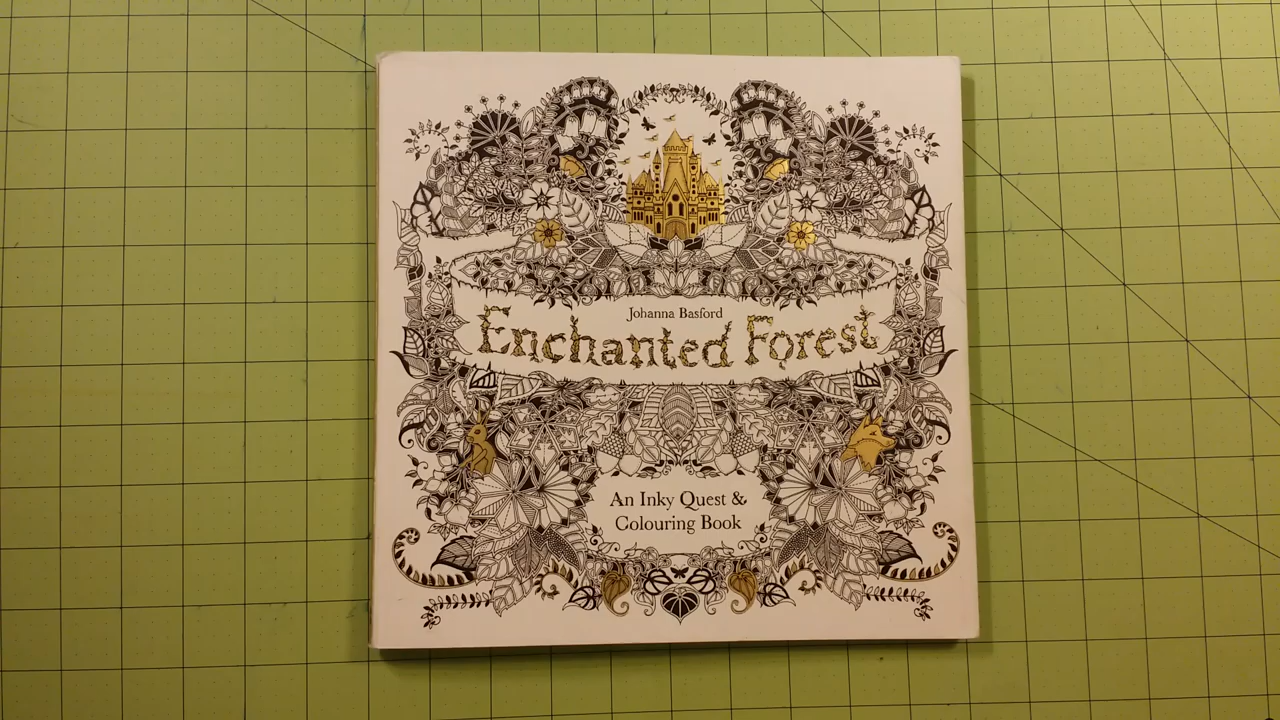 Johanna Basford
Enchanted Forest
An Inky Quest &
Colouring Book